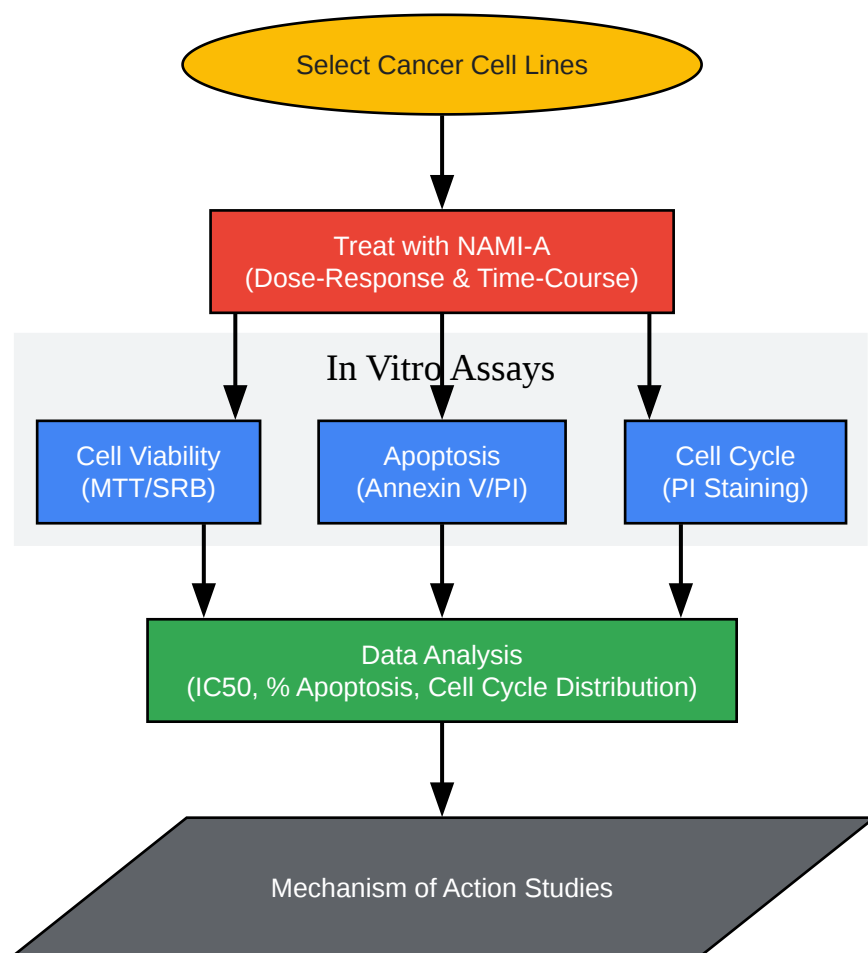 Select Cancer Cell Lines
Treat with NAMI-A
(Dose-Response & Time-Course)
In Vitro Assays
Cell Viability
(MTT/SRB)
Apoptosis
(Annexin V/PI)
Cell Cycle
(PI Staining)
Data Analysis
(IC50, % Apoptosis, Cell Cycle Distribution)
Mechanism of Action Studies